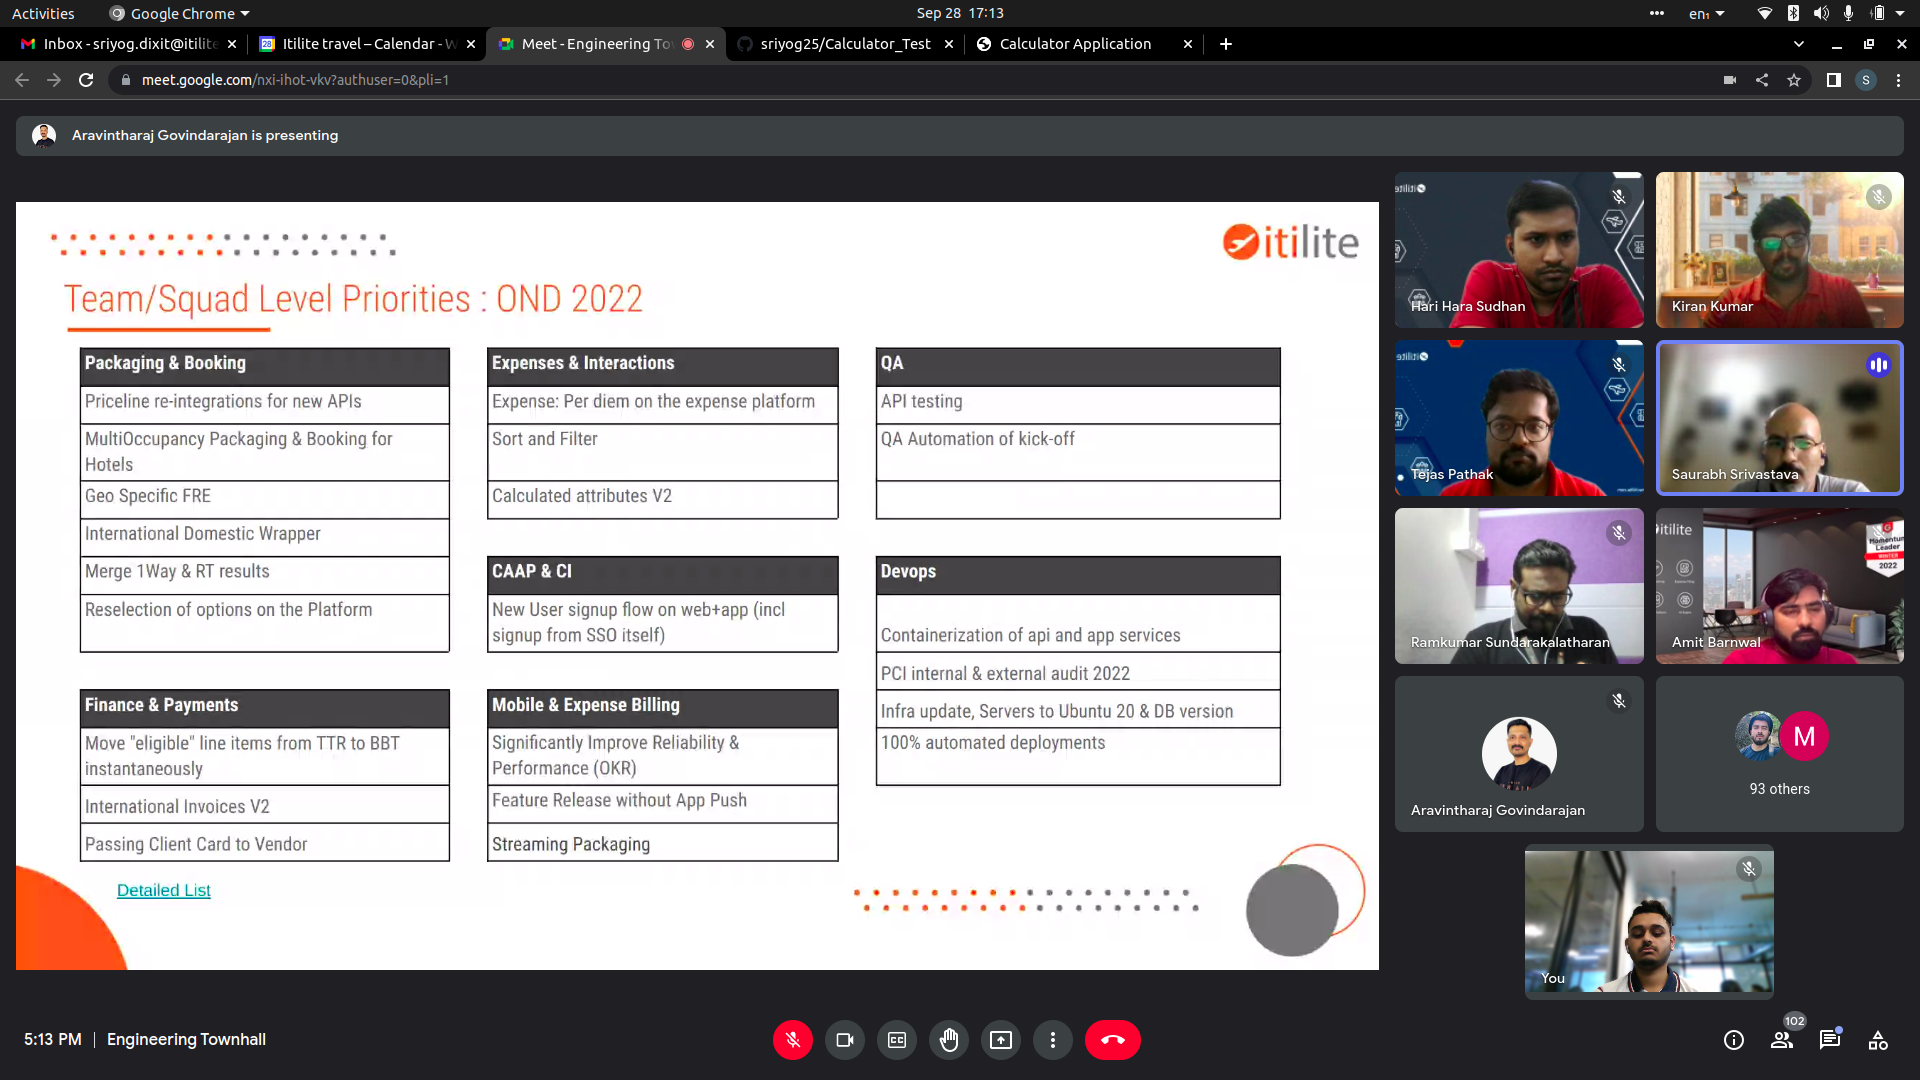 Activities
Google Chrome
Sep 28 17:13
en₁
Inbox - sriyog.dixit@itilite
Itilite travel – Calendar - W
Meet - Engineering To
sriyog25/Calculator_Test
Calculator Application
meet.google.com/nxi-ihot-vkv?authuser=0&pli=1
S
Aravintharaj Govindarajan is presenting
itilite
Team/Squad Level Priorities : OND 2022
Packaging & Booking
Priceline re-integrations for new APIs
MultiOccupancy Packaging & Booking for
Hotels
Geo Specific FRE
International Domestic Wrapper
Merge 1Way & RT results
Reselection of options on the Platform
Finance & Payments
Move "eligible" line items from TTR to BBT
instantaneously
International Invoices V2
Passing Client Card to Vendor
Detailed List
Expenses & Interactions
Expense: Per diem on the expense platform
Sort and Filter
Calculated attributes V2
CAAP & CI
New User signup flow on web+app (incl
signup from SSO itself)
Mobile & Expense Billing
Significantly Improve Reliability &
Performance (OKR)
Feature Release without App Push
Streaming Packaging
QA
API testing
QA Automation of kick-off
Devops
Containerization of api and app services
PCI internal & external audit 2022
Infra update, Servers to Ubuntu 20 & DB version
100% automated deployments
Hari Hara Sudhan
Kiran Kumar
Tejas Pathak
Saurabh Srivastava
Ramkumar Sundarakalatharan
itilite
Momentum
Leader
WINTER
2022
Amit Barnwal
Aravintharaj Govindarajan
M
93 others
You
5:13 PM
Engineering Townhall
102